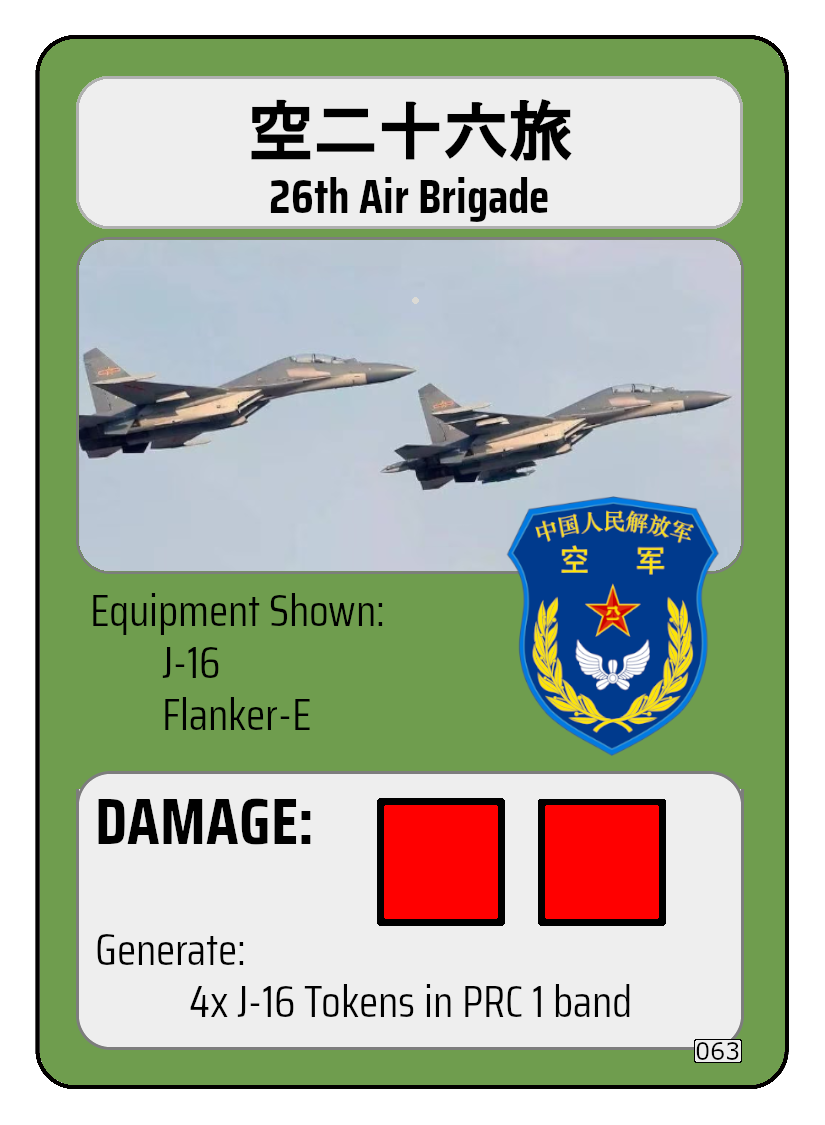 空二十六旅
26th Air Brigade
中国人民解放军
空 军
Equipment Shown:
J-16
Flanker-E
DAMAGE:
Generate:
4x J-16 Tokens in PRC 1 band
063